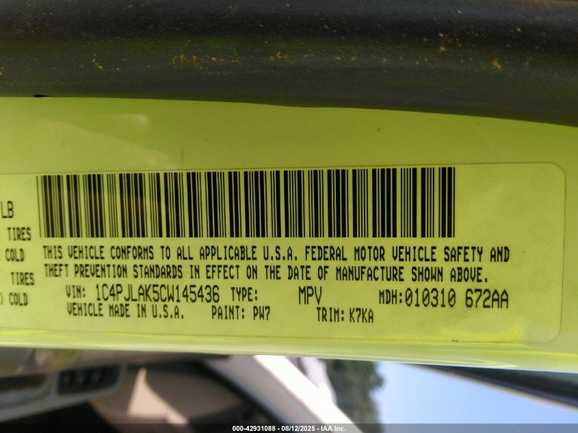 LB
TIRES
COLD
TIRES
COLD
THIS VEHICLE CONFORMS TO ALL APPLICABLE U.S.A. FEDERAL MOTOR VEHICLE SAFETY AND
THEFT PREVENTION STANDARDS IN EFFECT ON THE DATE OF MANUFACTURE SHOWN ABOVE.
VIN: 1C4PJLAK5CW145436 TYPE: MPV MDH: 010310 672AA
VEHICLE MADE IN U.S.A. PAINT: PW7 TRIM: K7KA
000-42931088 - 08/12/2025 - IAA Inc.